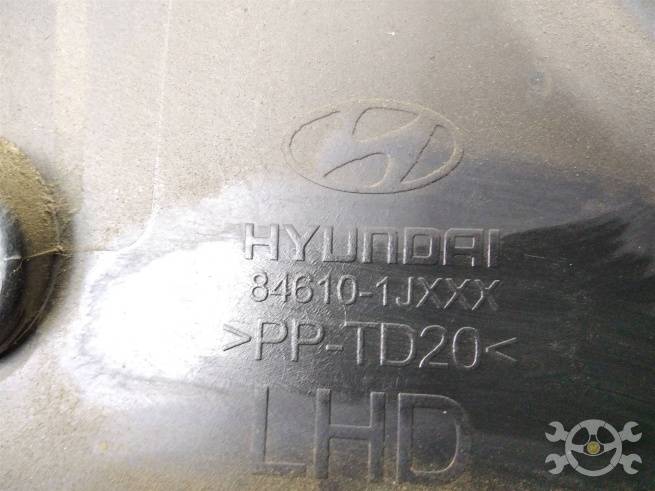 HYUNDAI
84610-1JXXX
>PP-TD20<
LHD